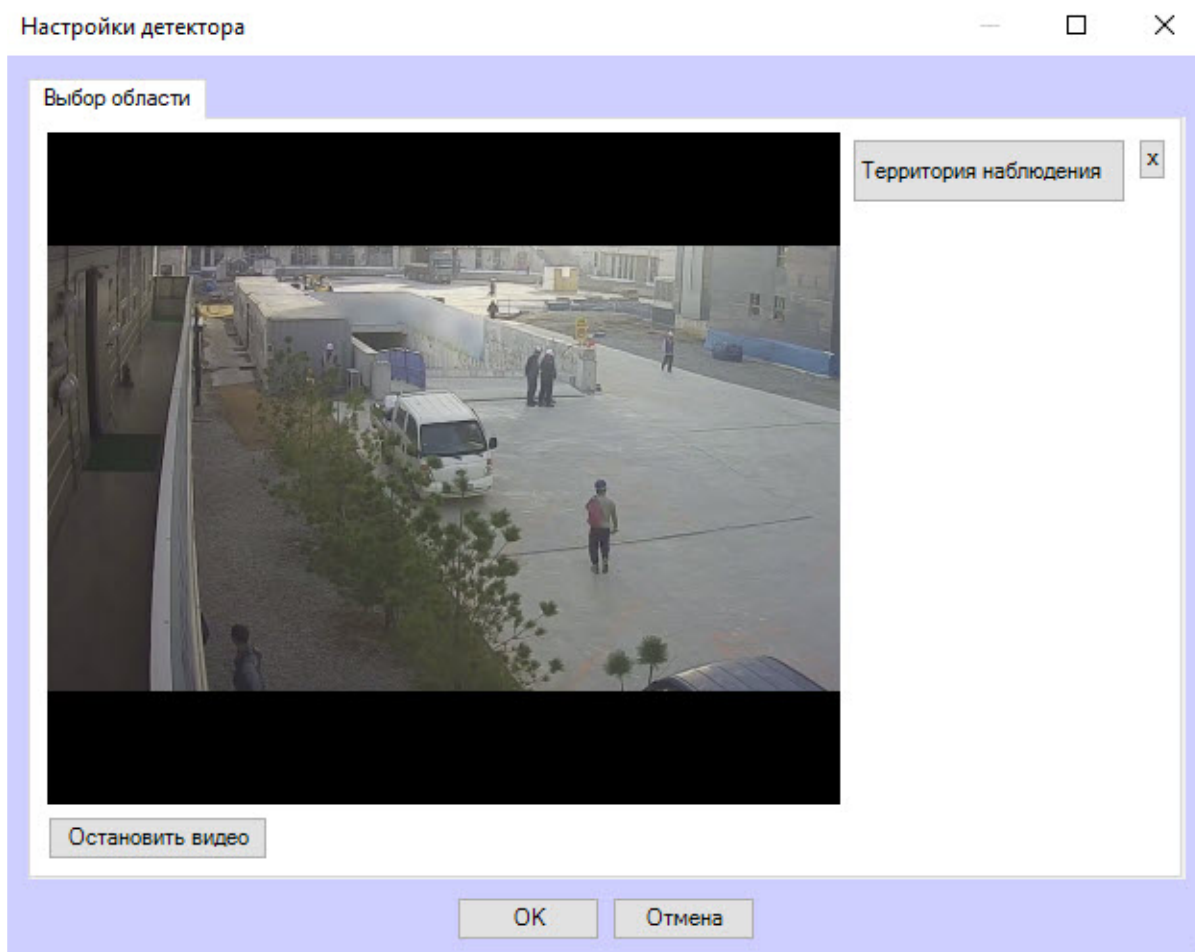 Настройки детектора
Выбор области
Территория наблюдения
x
Остановить видео
OK
Отмена